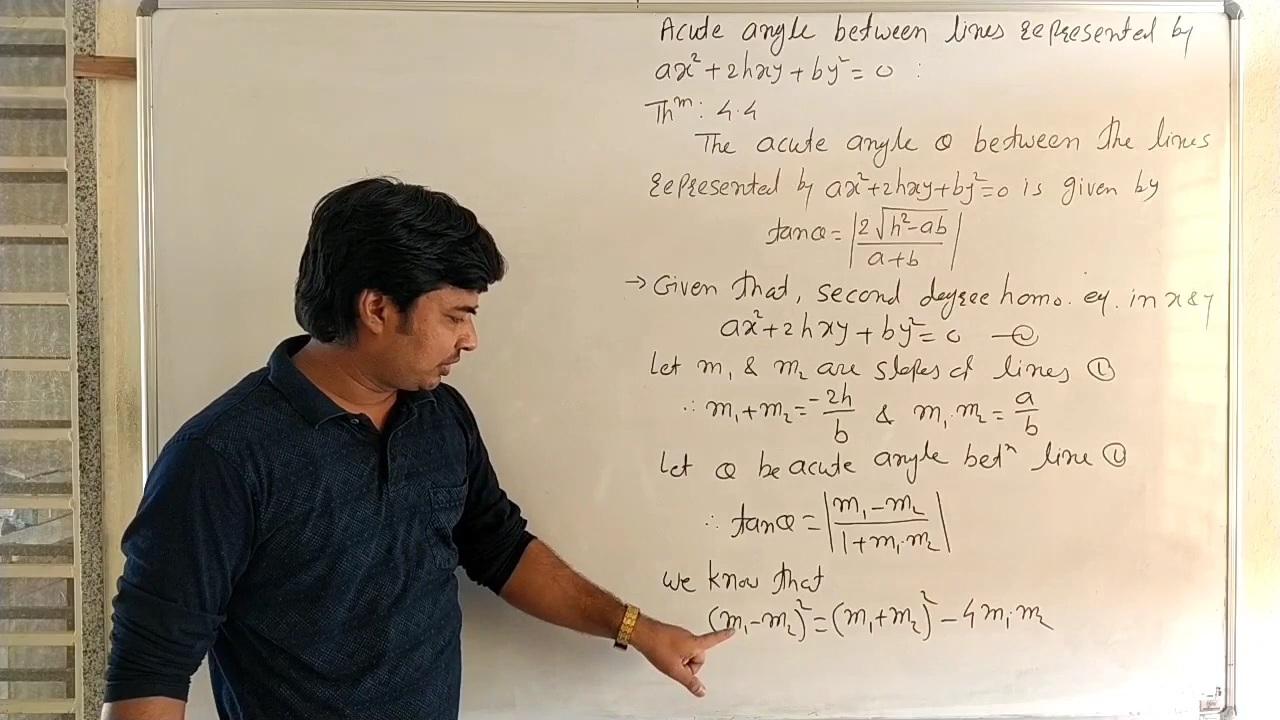 Acute angle between lines represented by
ax² + 2hxy + by² = 0 :
Thᵐ: 4.4
The acute angle θ between the lines
represented by ax²+2hxy+by²=0 is given by
tanθ = |2√(h²-ab) / (a+b)|
→ Given that, second degree homo. eq. in x & y
ax² + 2hxy + by² = 0 —①
Let m₁ & m₂ are slopes of lines ①
∴ m₁ + m₂ = -2h/b & m₁.m₂ = a/b
Let θ be acute angle betⁿ line ①
∴ tanθ = |(m₁ - m₂) / (1 + m₁.m₂)|
we know that
(m₁-m₂)² = (m₁+m₂)² - 4m₁.m₂